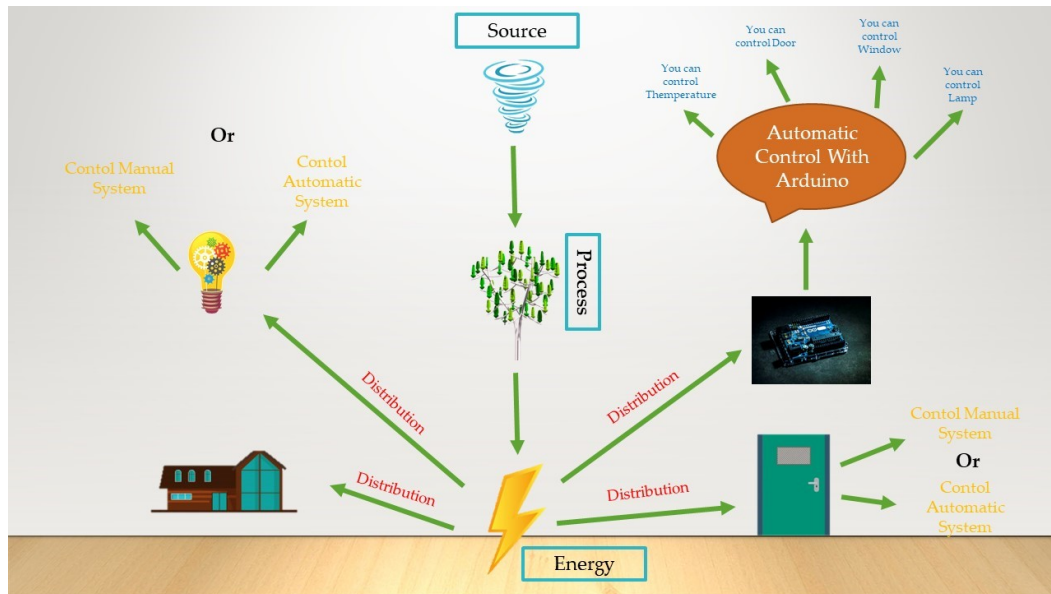 Source
You can
control Door
You can
control
Window
You can
control
Themperature
You can
control
Lamp
Automatic
Control With
Arduino
Or
Contol Manual
System
Contol
Automatic
System
Process
Distribution
Distribution
Distribution
Distribution
Contol Manual
System
Or
Contol
Automatic
System
Energy